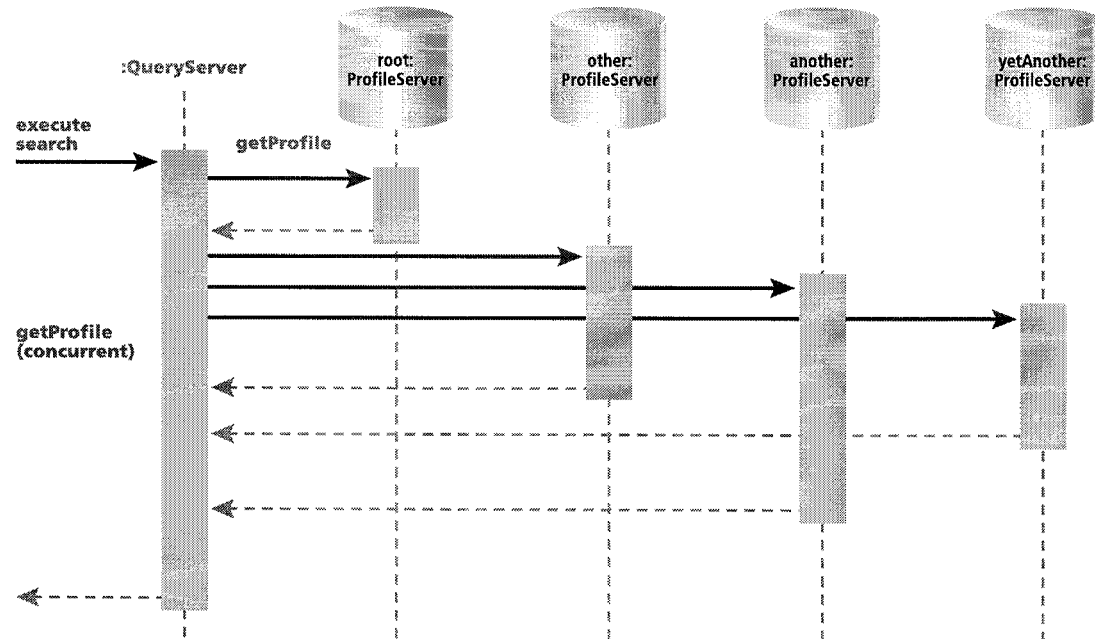 :QueryServer
root:
ProfileServer
other:
ProfileServer
another:
ProfileServer
yetAnother:
ProfileServer
execute
search
getProfile
getProfile
(concurrent)